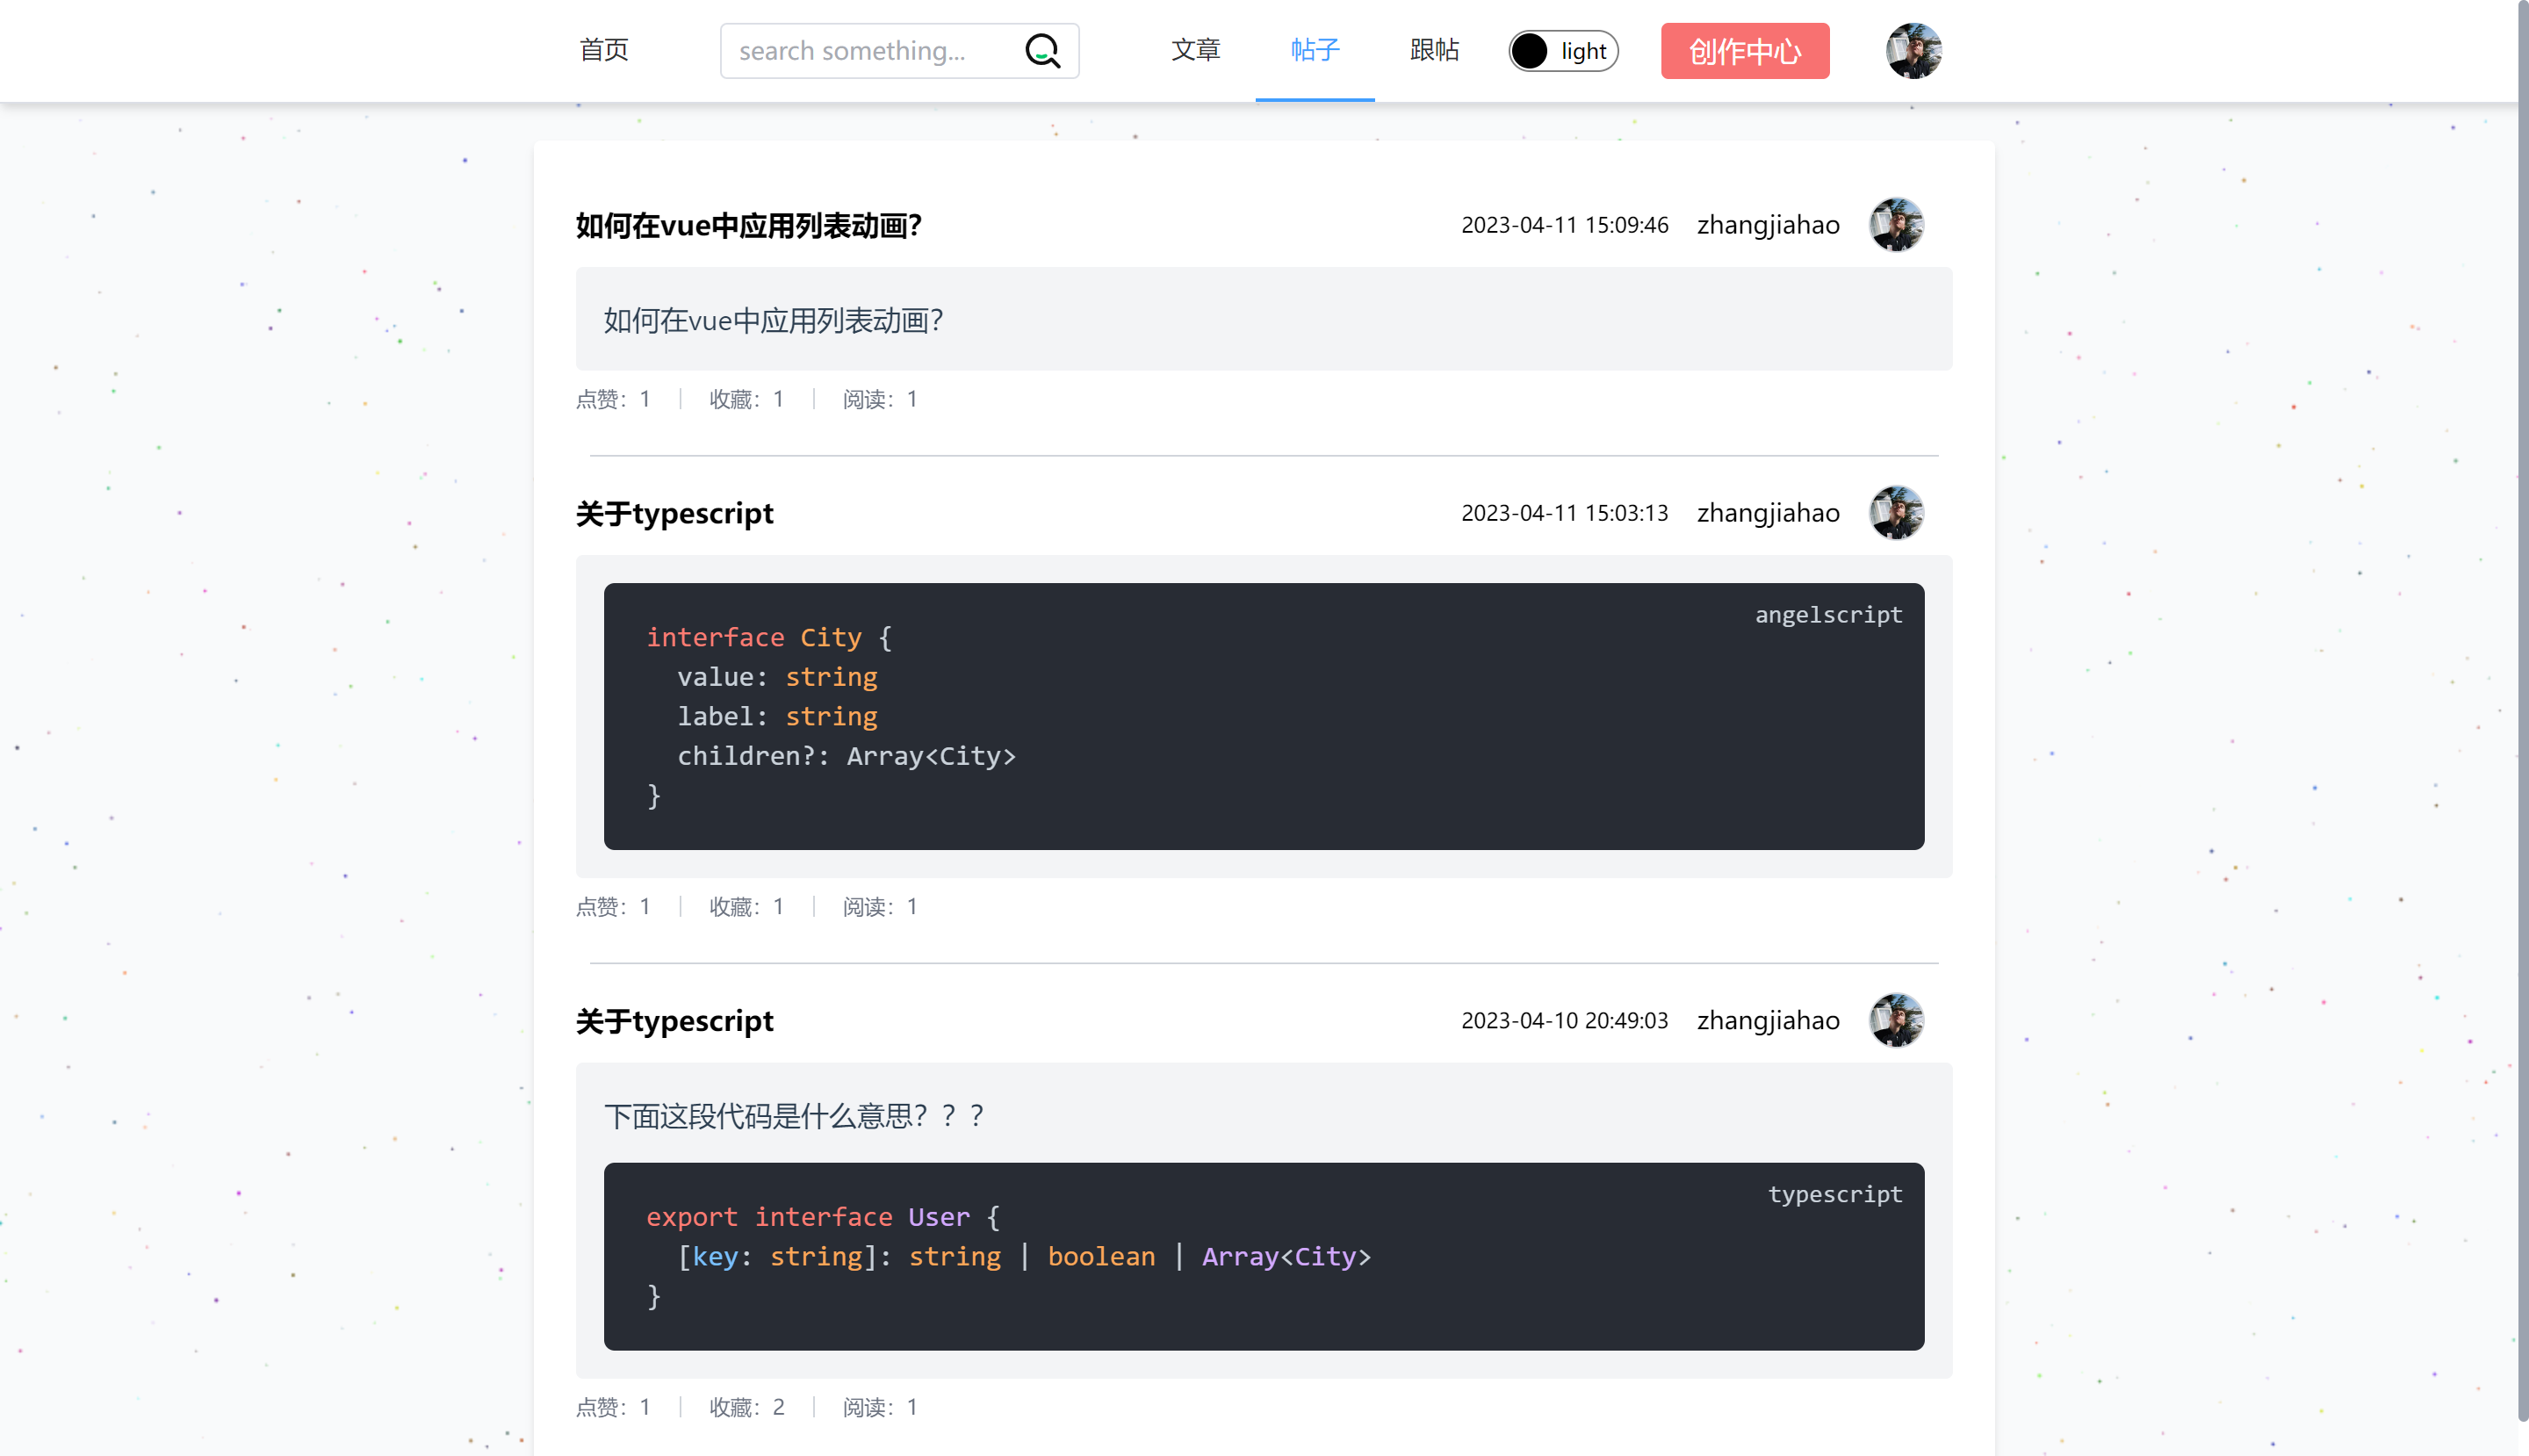 首页
search something...
文章
帖子
跟帖
light
创作中心
如何在vue中应用列表动画?
2023-04-11 15:09:46
zhangjiahao
如何在vue中应用列表动画?
点赞：1
收藏：1
阅读：1
关于typescript
2023-04-11 15:03:13
zhangjiahao
angelscript
interface City {
  value: string
  label: string
  children?: Array<City>
}
点赞：1
收藏：1
阅读：1
关于typescript
2023-04-10 20:49:03
zhangjiahao
下面这段代码是什么意思？？？
typescript
export interface User {
  [key: string]: string | boolean | Array<City>
}
点赞：1
收藏：2
阅读：1